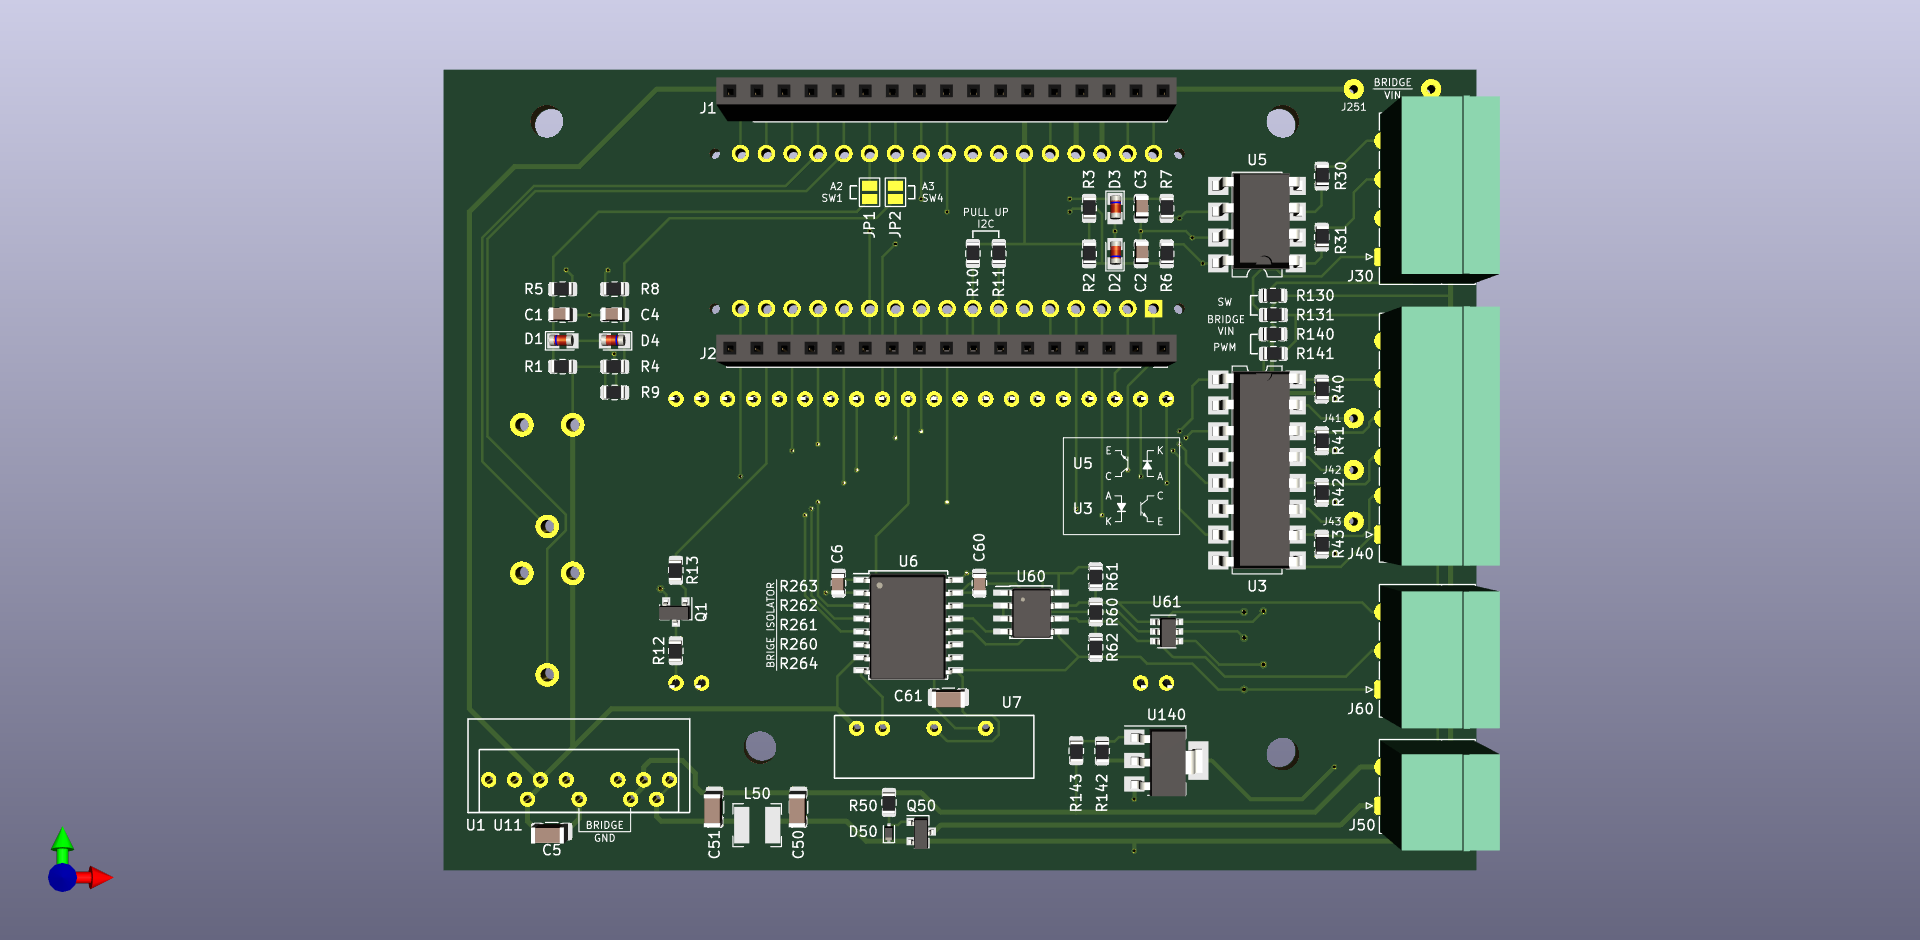 BRIDGE
VIN
J251
J1
U5
R30
A2
SW1
A3
SW4
R3
D3
C3
R7
JP1
JP2
PULL UP
I2C
R31
R10
R11
R2
D2
C2
R6
J30
R5
R8
SW
R130
C1
C4
R131
BRIDGE
VIN
R140
D1
D4
PWM
R141
J2
R1
R4
R9
R40
J41
R41
U5
E
K
C
A
J42
R42
U3
A
C
K
E
J43
R43
J40
C6
C60
U6
R13
U60
R61
U3
BRIGE ISOLATOR
R263
R262
R261
R260
R264
Q1
R60
U61
R12
R62
C61
U7
J60
U140
L50
R143
R142
R50
Q50
D50
J50
U1
U11
BRIDGE
GND
C5
C51
C50